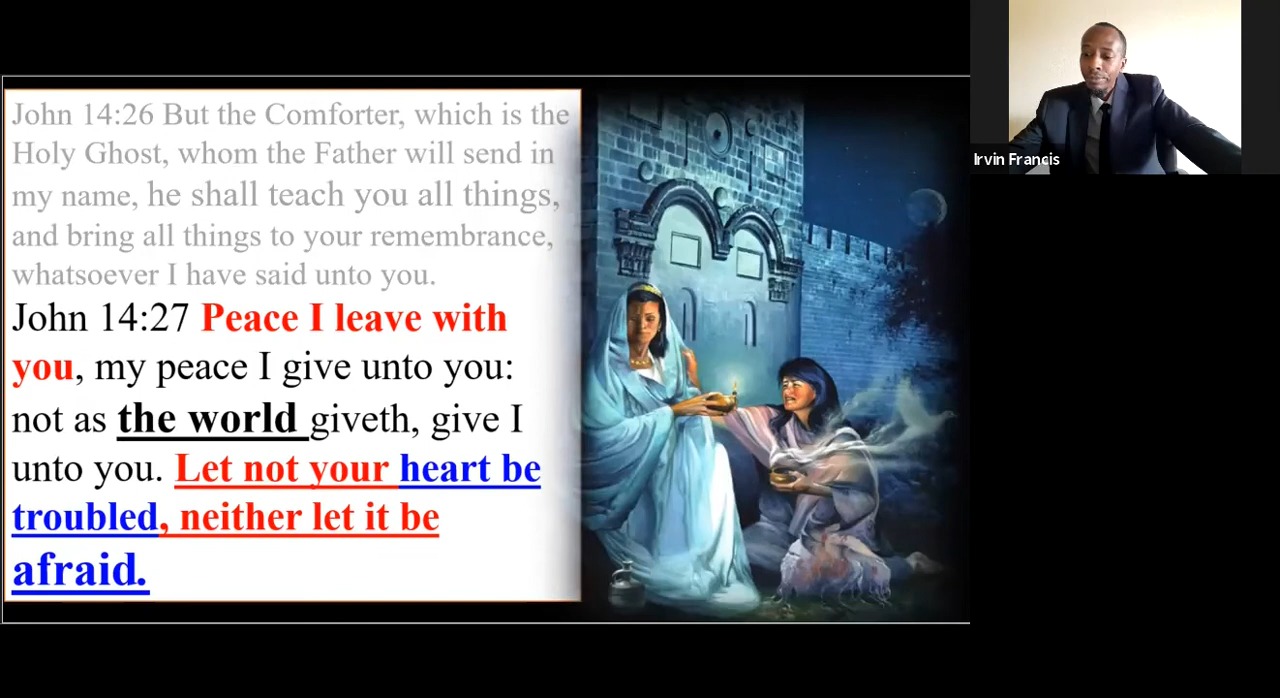 John 14:26 But the Comforter, which is the
Holy Ghost, whom the Father will send in
my name, he shall teach you all things,
and bring all things to your remembrance,
whatsoever I have said unto you.
John 14:27 Peace I leave with
you, my peace I give unto you:
not as the world giveth, give I
unto you. Let not your heart be
troubled, neither let it be
afraid.
Irvin Francis